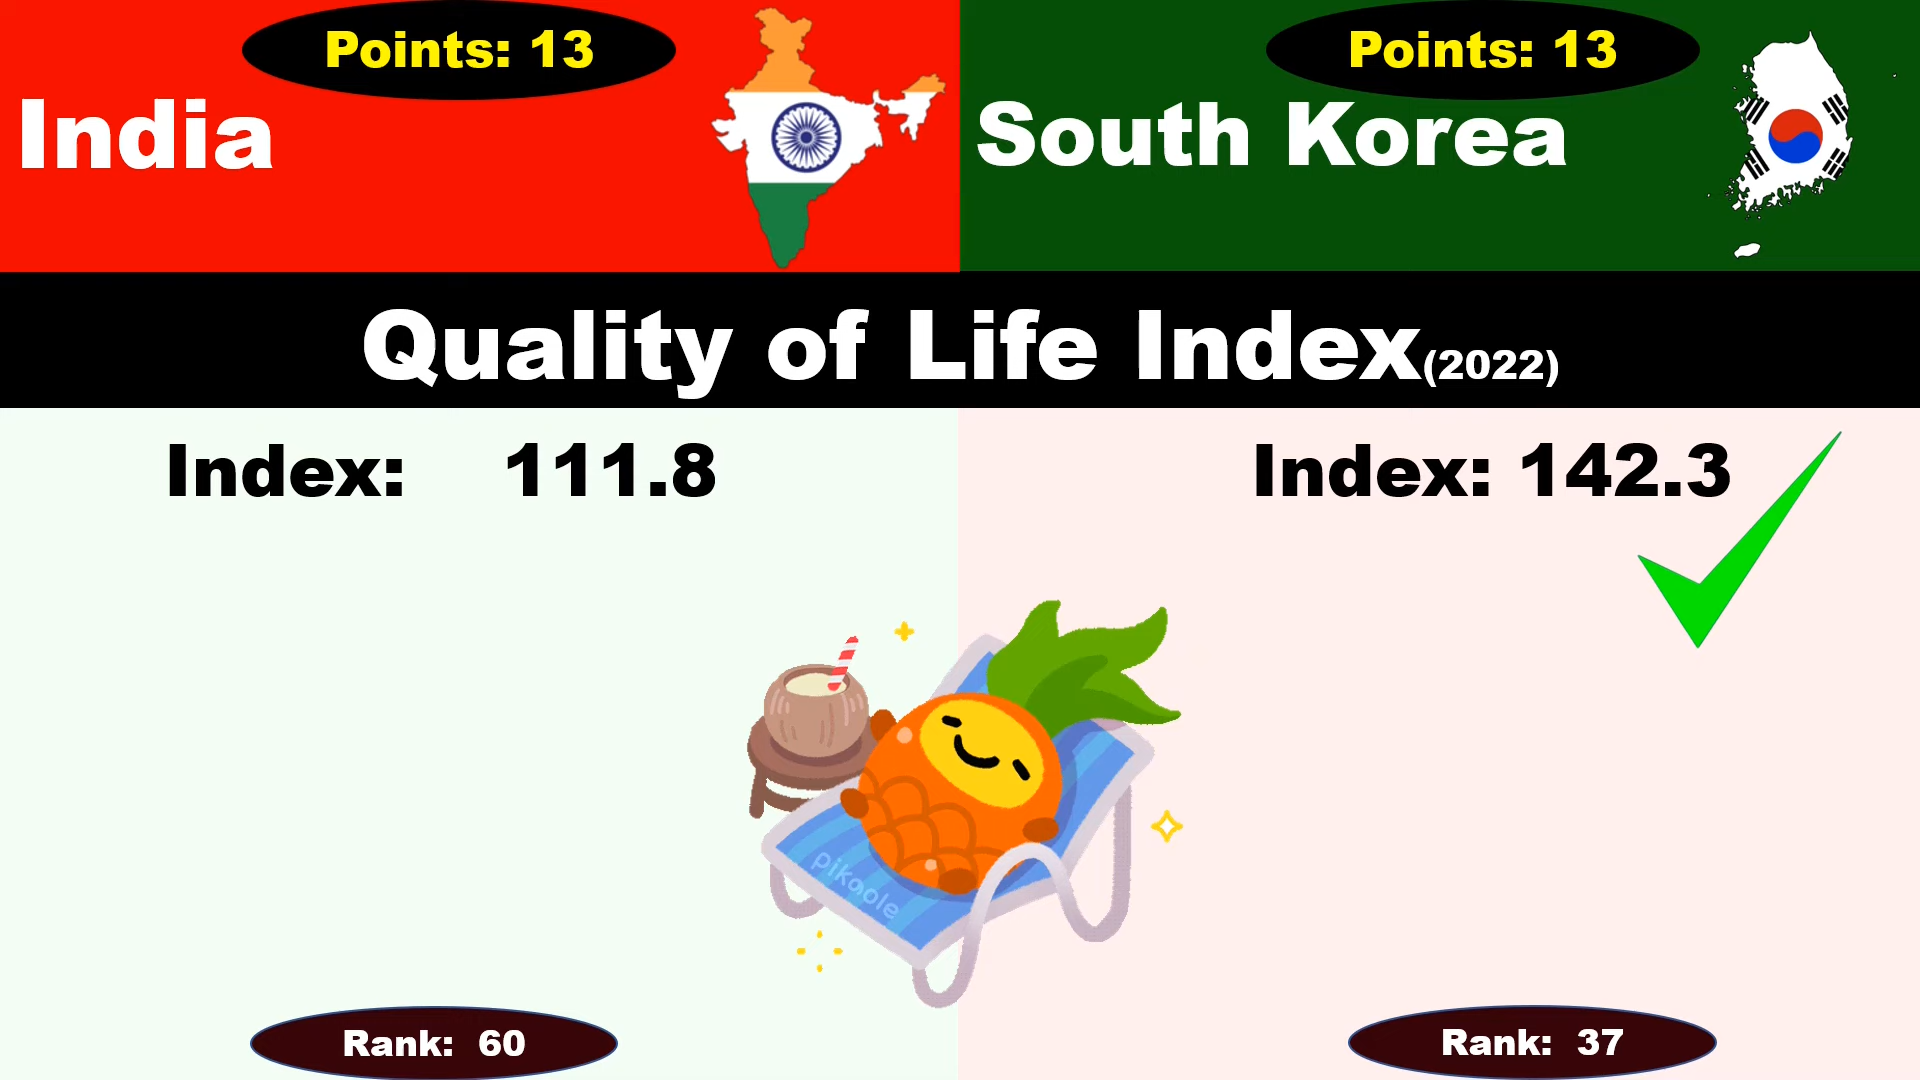 Points: 13
India
Points: 13
South Korea
Quality of Life Index(2022)
Index: 111.8
Index: 142.3
pikaole
Rank: 60
Rank: 37